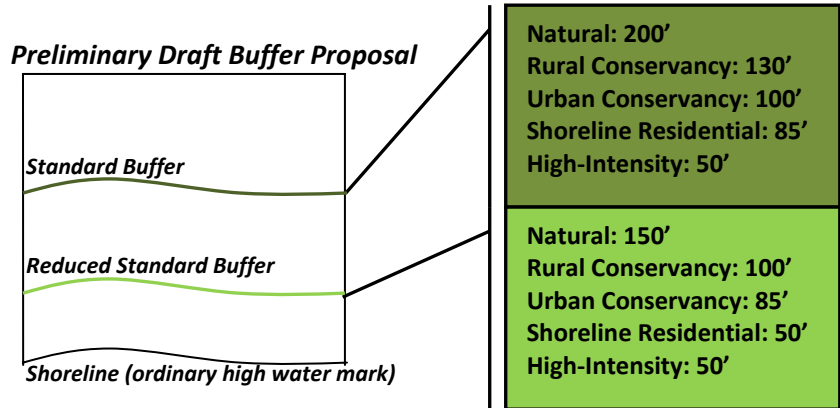 Preliminary Draft Buffer Proposal
Standard Buffer
Reduced Standard Buffer
Shoreline (ordinary high water mark)
Natural: 200’
Rural Conservancy: 130’
Urban Conservancy: 100’
Shoreline Residential: 85’
High-Intensity: 50’
Natural: 150’
Rural Conservancy: 100’
Urban Conservancy: 85’
Shoreline Residential: 50’
High-Intensity: 50’